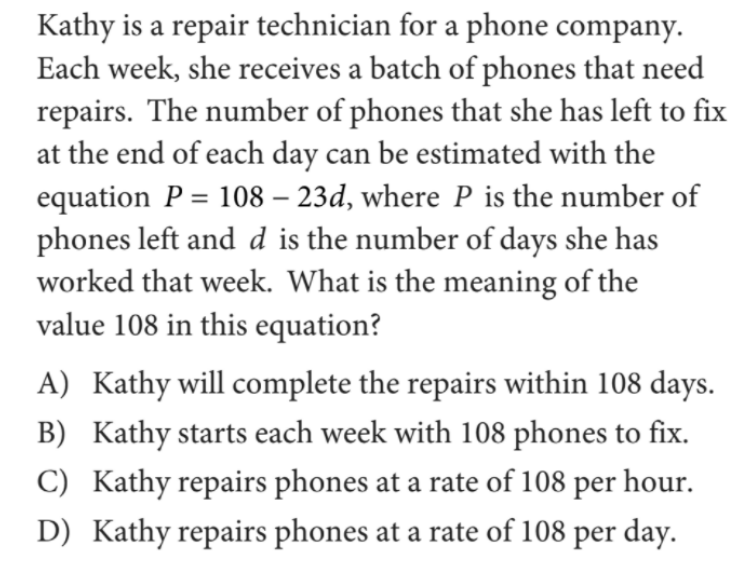 Kathy is a repair technician for a phone company.
Each week, she receives a batch of phones that need
repairs. The number of phones that she has left to fix
at the end of each day can be estimated with the
equation P = 108 – 23d, where P is the number of
phones left and d is the number of days she has
worked that week. What is the meaning of the
value 108 in this equation?
A) Kathy will complete the repairs within 108 days.
B) Kathy starts each week with 108 phones to fix.
C) Kathy repairs phones at a rate of 108 per hour.
D) Kathy repairs phones at a rate of 108 per day.